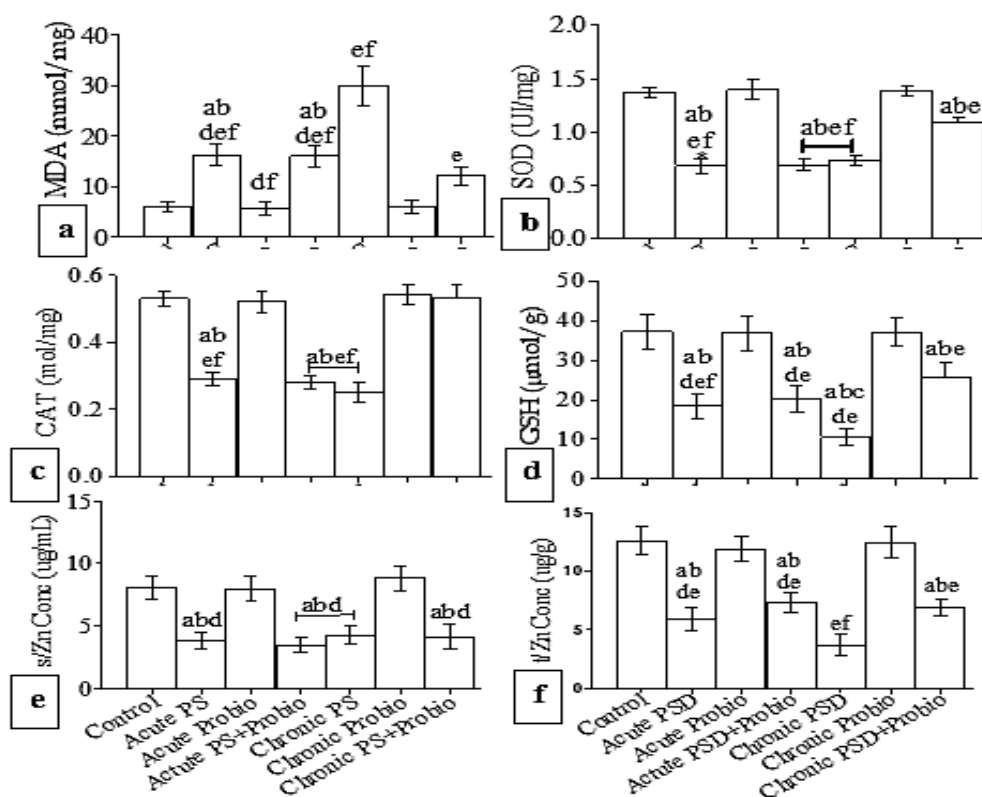 MDA (mmol/mg)
40
30
20
10
0
ab
def
df
ab
def
ef
e
a
SOD (UI/mg)
2.0
1.5
1.0
0.5
0.0
ab
ef
*
abef
abe
b
CAT (mol/mg)
0.6
0.4
0.2
0.0
ab
ef
abef
c
GSH (µmol/g)
50
40
30
20
10
0
ab
def
ab
de
abc
de
abe
d
s/Zn Conc (ug/mL)
15
10
5
0
abd
abd
abd
e
Control
Acute PS
Acute Probio
Actute PS+Probio
Chronic PS
Chronic Probio
Chronic PS+Probio
t/Zn Conc (ug/g)
15
10
5
0
ab
de
ab
de
ef
abe
f
Control
Acute PSD
Acute Probio
Actute PSD+Probio
Chronic PSD
Chronic Probio
Chronic PSD+Probio